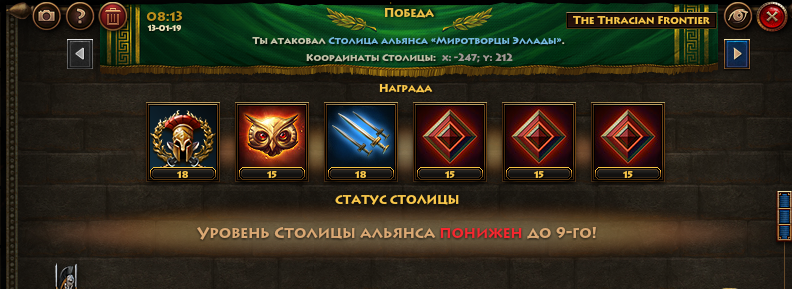 08:13
13-01-19
Победа
The Thracian Frontier
Ты атаковал Столица альянса «Миротворцы Эллады».
Координаты Столицы: x: -247; y: 212
Награда
18 15 18 15 15 15
Статус столицы
Уровень Столицы альянса понижен до 9-го!